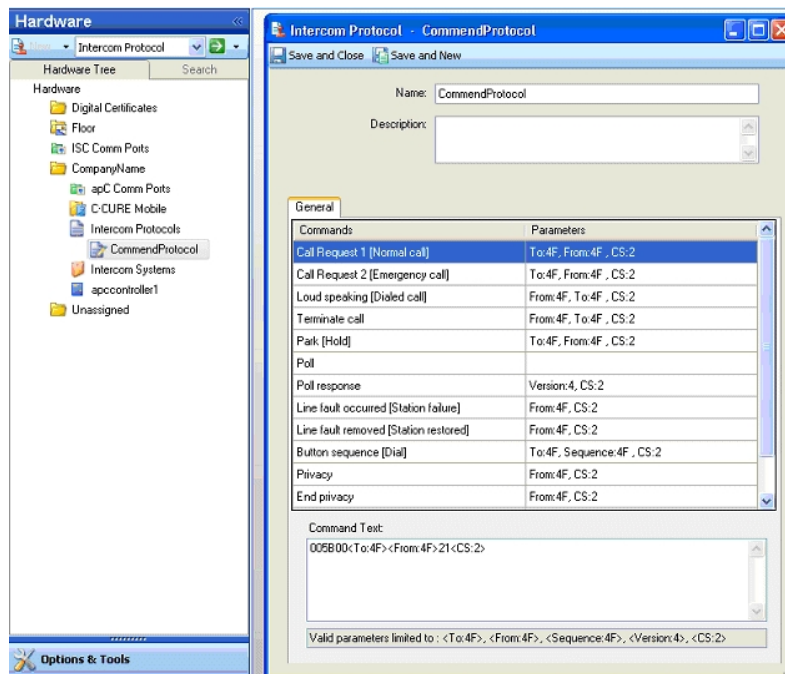 Hardware
New
Intercom Protocol
Hardware Tree
Search
Hardware
Digital Certificates
Floor
ISC Comm Ports
CompanyName
apC Comm Ports
C•CURE Mobile
Intercom Protocols
CommendProtocol
Intercom Systems
apccontroller1
Unassigned
Options & Tools
Intercom Protocol - CommendProtocol
Save and Close Save and New
Name: CommendProtocol
Description:
General
Commands Parameters
Call Request 1 [Normal call] To:4F, From:4F , CS:2
Call Request 2 [Emergency call] To:4F, From:4F , CS:2
Loud speaking [Dialed call] From:4F, To:4F , CS:2
Terminate call From:4F, To:4F , CS:2
Park [Hold] To:4F, From:4F , CS:2
Poll
Poll response Version:4, CS:2
Line fault occurred [Station failure] From:4F, CS:2
Line fault removed [Station restored] From:4F, CS:2
Button sequence [Dial] To:4F, Sequence:4F , CS:2
Privacy From:4F, CS:2
End privacy From:4F, CS:2
Command Text:
005B00<To:4F><From:4F>21<CS:2>
Valid parameters limited to : <To:4F>, <From:4F>, <Sequence:4F>, <Version:4>, <CS:2>